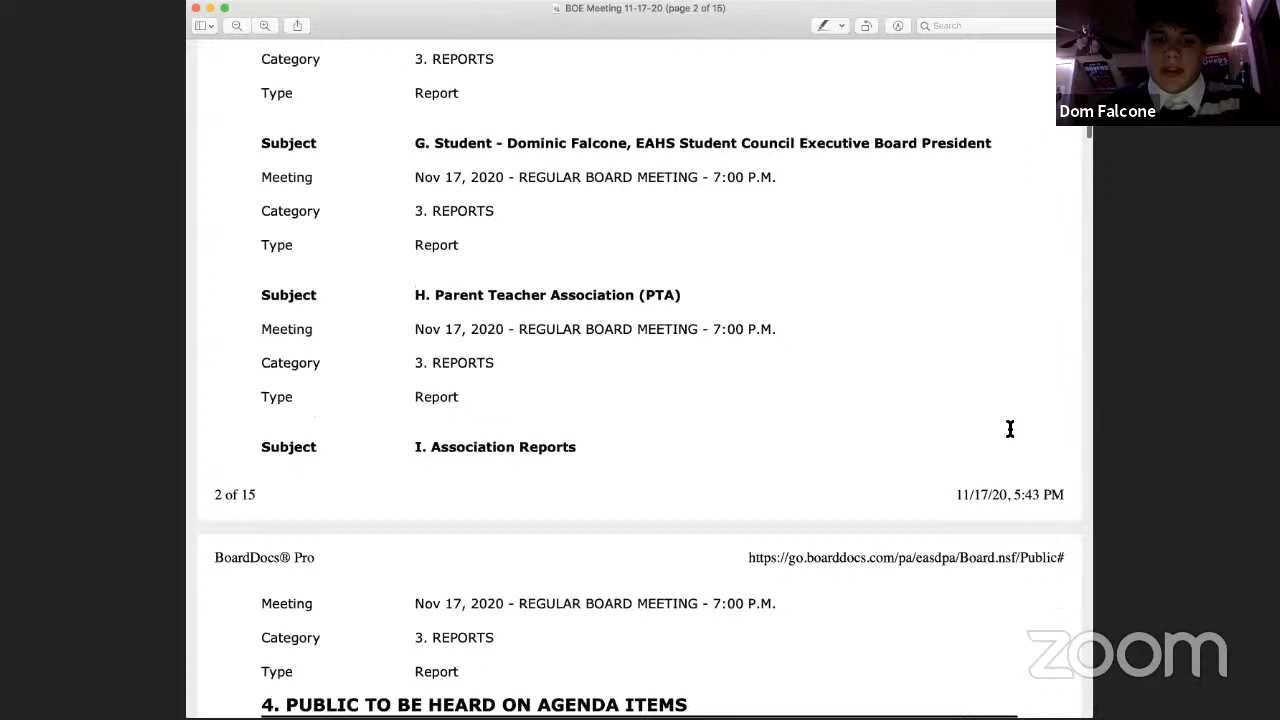 BOE Meeting 11-17-20 (page 2 of 15)
Search
Category 3. REPORTS
Type Report
Dom Falcone
Subject G. Student - Dominic Falcone, EAHS Student Council Executive Board President
Meeting Nov 17, 2020 - REGULAR BOARD MEETING - 7:00 P.M.
Category 3. REPORTS
Type Report
Subject H. Parent Teacher Association (PTA)
Meeting Nov 17, 2020 - REGULAR BOARD MEETING - 7:00 P.M.
Category 3. REPORTS
Type Report
Subject I. Association Reports
2 of 15 11/17/20, 5:43 PM
BoardDocs® Pro https://go.boarddocs.com/pa/easdpa/Board.nsf/Public#
Meeting Nov 17, 2020 - REGULAR BOARD MEETING - 7:00 P.M.
Category 3. REPORTS
Type Report
zoom
4. PUBLIC TO BE HEARD ON AGENDA ITEMS